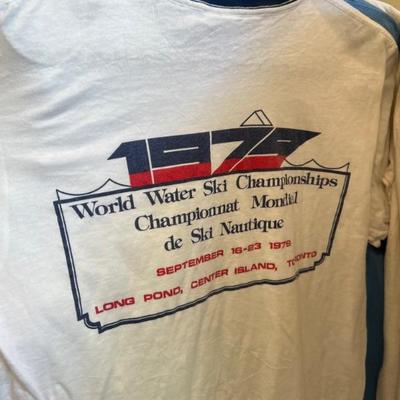 1979
World Water Ski Championships
Championnat Mondial
de Ski Nautique
SEPTEMBER 16-23 1979
LONG POND, CENTER ISLAND, TORONTO